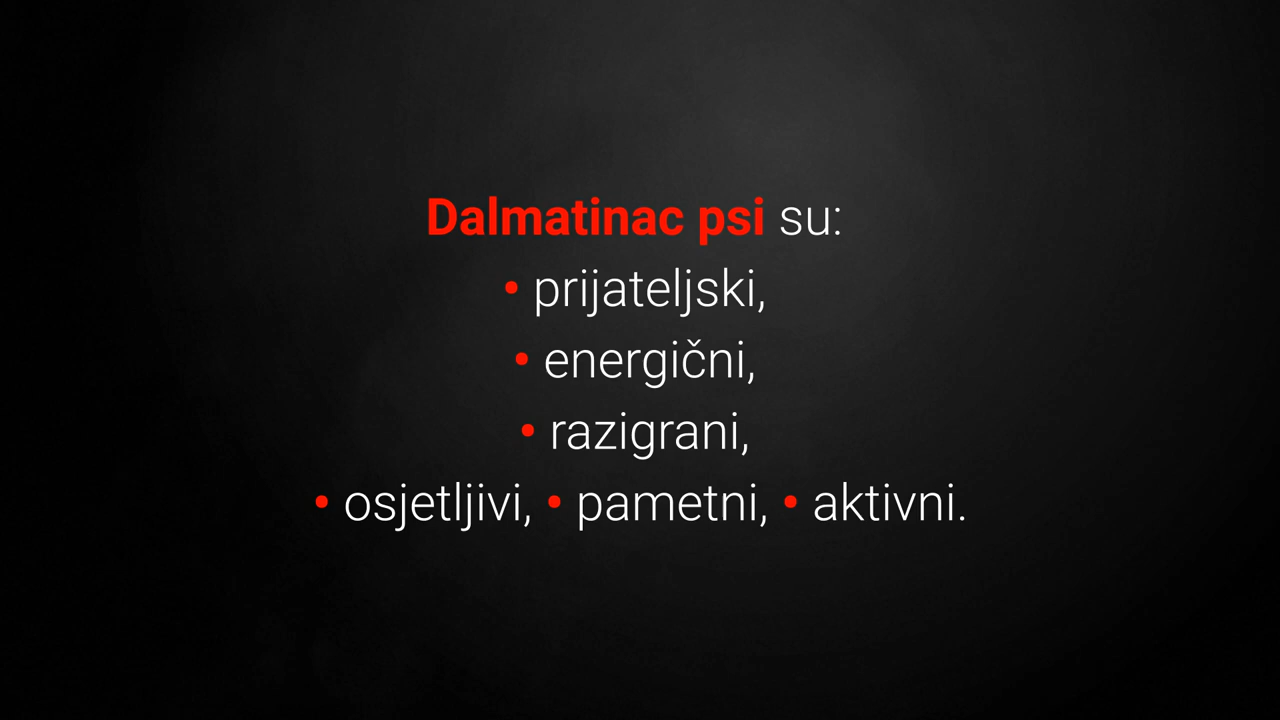 Dalmatinac psi su:
• prijateljski,
• energični,
• razigrani,
• osjetljivi, • pametni, • aktivni.